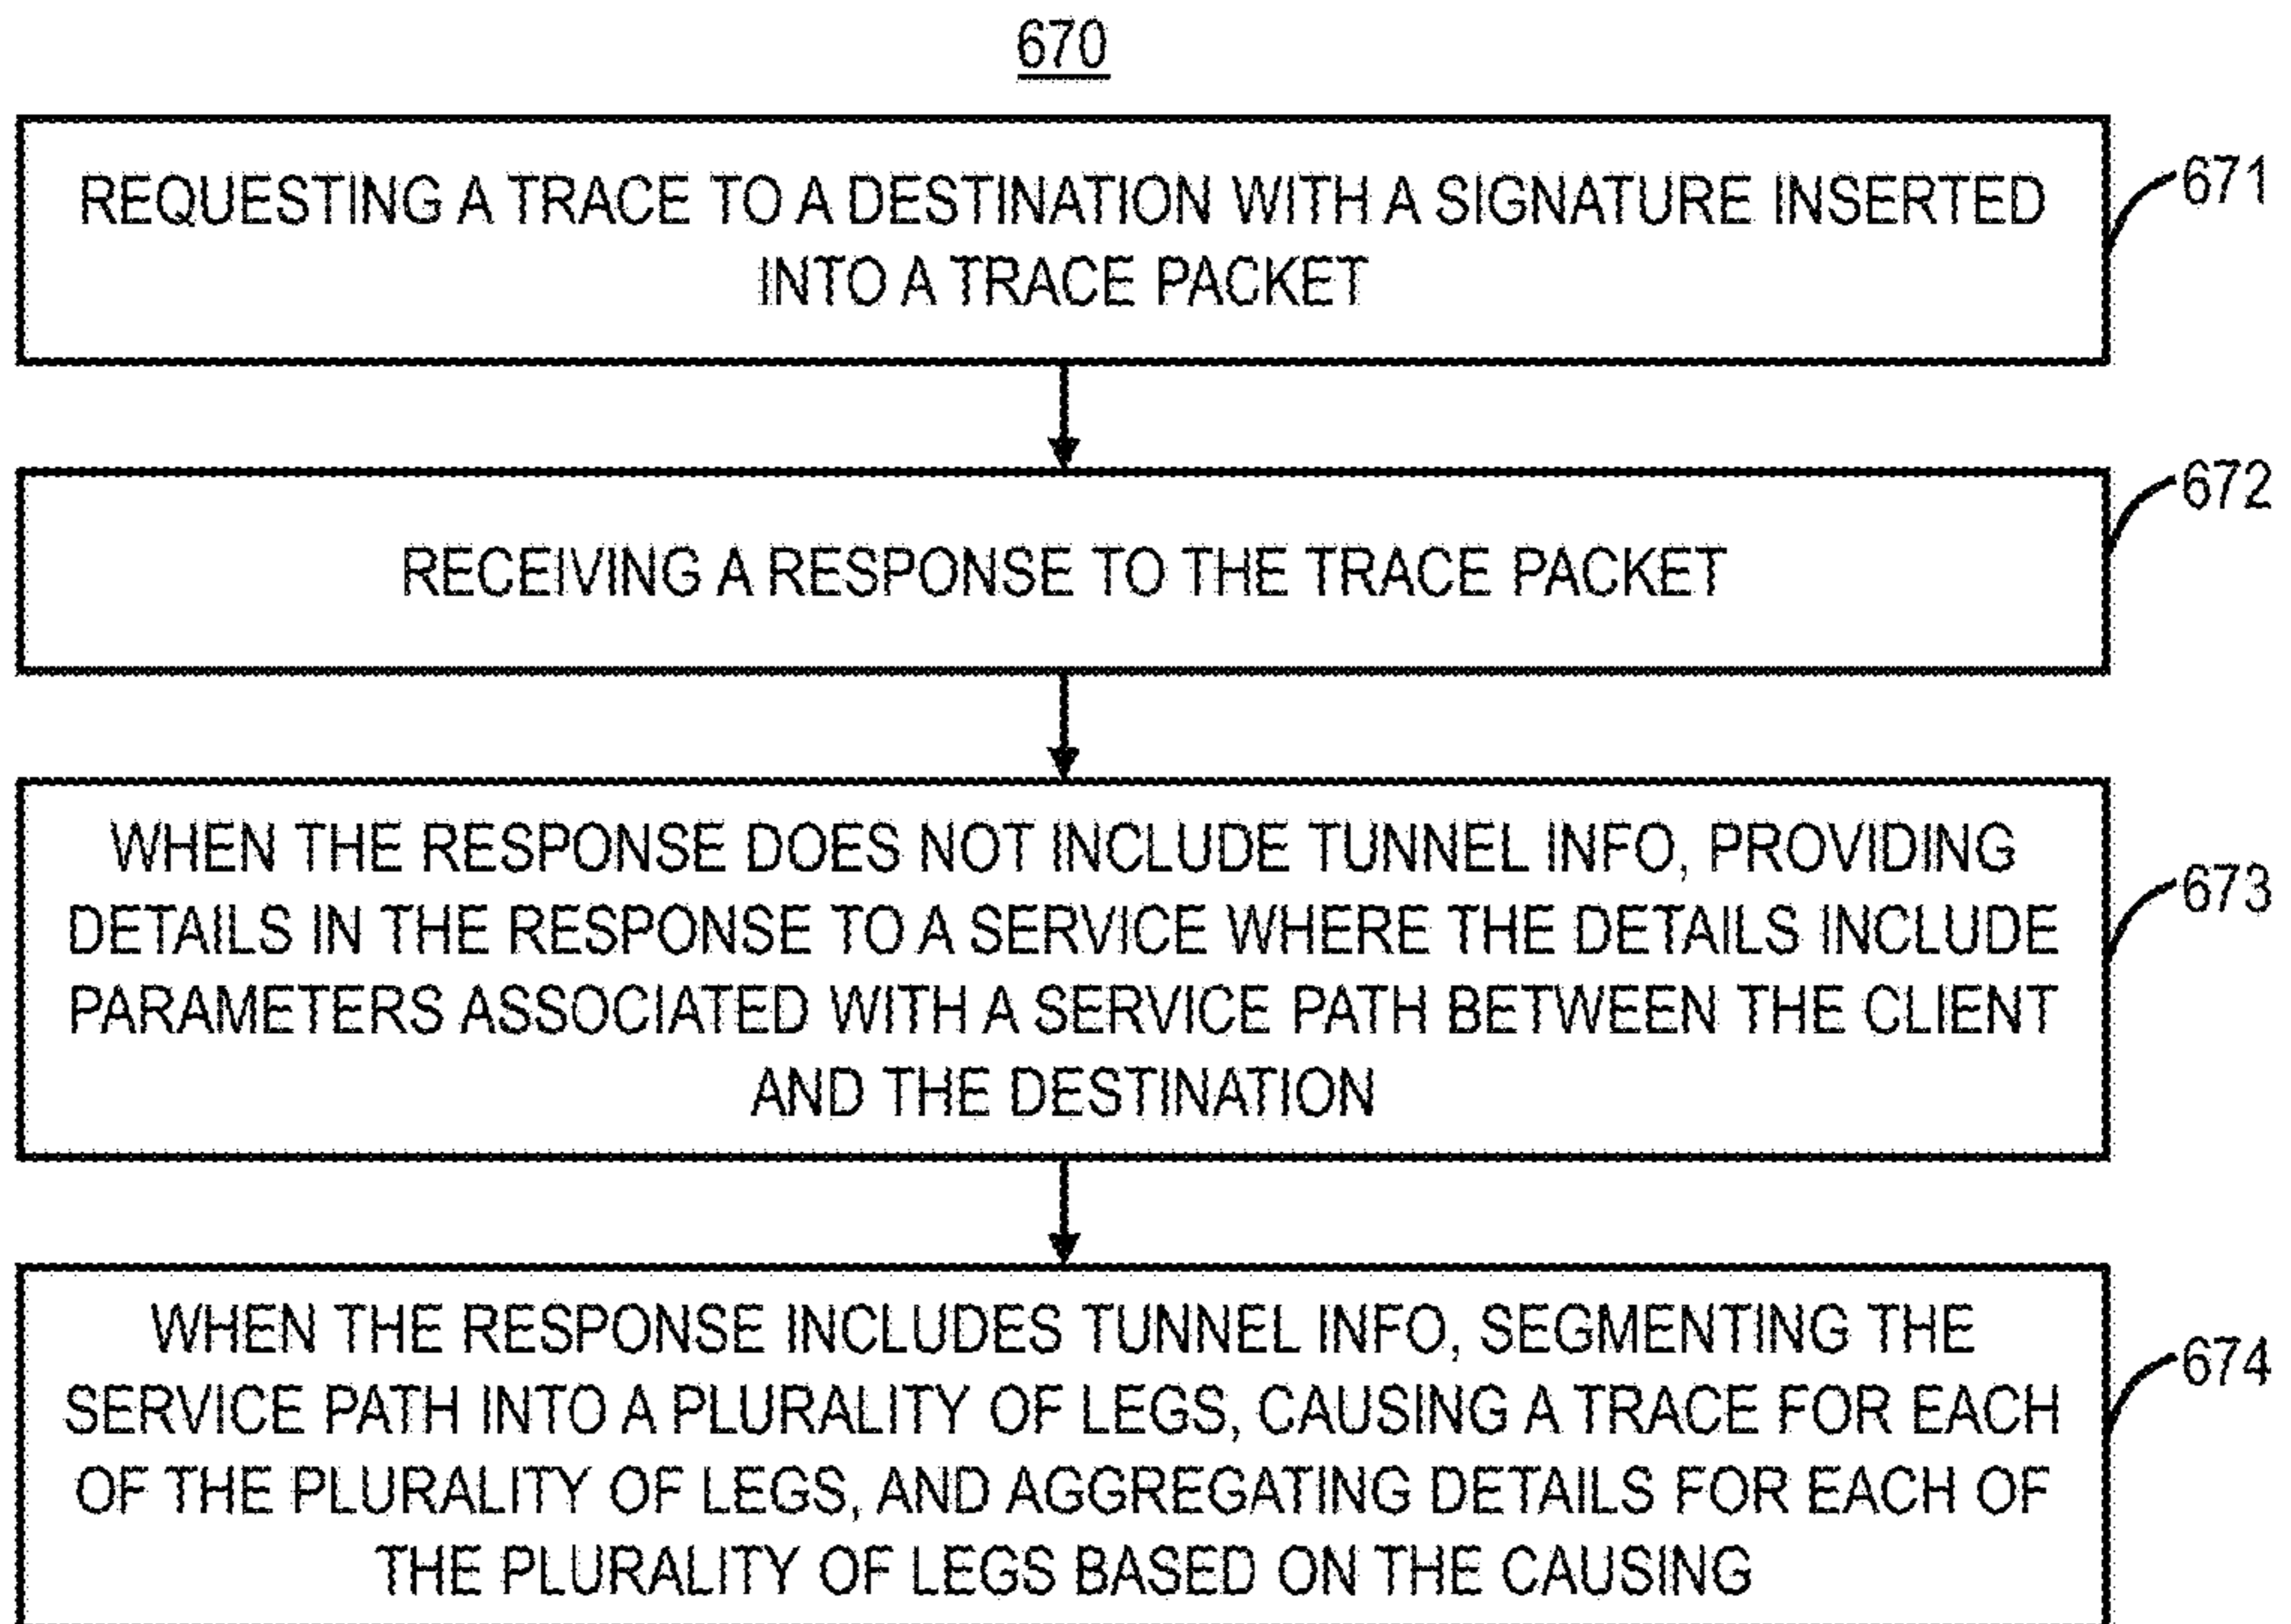 670
REQUESTING A TRACE TO A DESTINATION WITH A SIGNATURE INSERTED
INTO A TRACE PACKET
671
RECEIVING A RESPONSE TO THE TRACE PACKET
672
WHEN THE RESPONSE DOES NOT INCLUDE TUNNEL INFO, PROVIDING
DETAILS IN THE RESPONSE TO A SERVICE WHERE THE DETAILS INCLUDE
PARAMETERS ASSOCIATED WITH A SERVICE PATH BETWEEN THE CLIENT
AND THE DESTINATION
673
WHEN THE RESPONSE INCLUDES TUNNEL INFO, SEGMENTING THE
SERVICE PATH INTO A PLURALITY OF LEGS, CAUSING A TRACE FOR EACH
OF THE PLURALITY OF LEGS, AND AGGREGATING DETAILS FOR EACH OF
THE PLURALITY OF LEGS BASED ON THE CAUSING
674